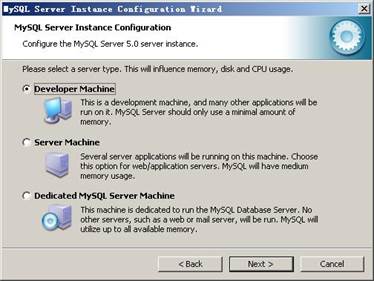 MySQL Server Instance Configuration Wizard
MySQL Server Instance Configuration
Configure the MySQL Server 5.0 server instance.
Please select a server type. This will influence memory, disk and CPU usage.
Developer Machine
This is a development machine, and many other applications will be
run on it. MySQL Server should only use a minimal amount of
memory.
Server Machine
Several server applications will be running on this machine. Choose
this option for web/application servers. MySQL will have medium
memory usage.
Dedicated MySQL Server Machine
This machine is dedicated to run the MySQL Database Server. No
other servers, such as a web or mail server, will be run. MySQL will
utilize up to all available memory.
< Back
Next >
Cancel